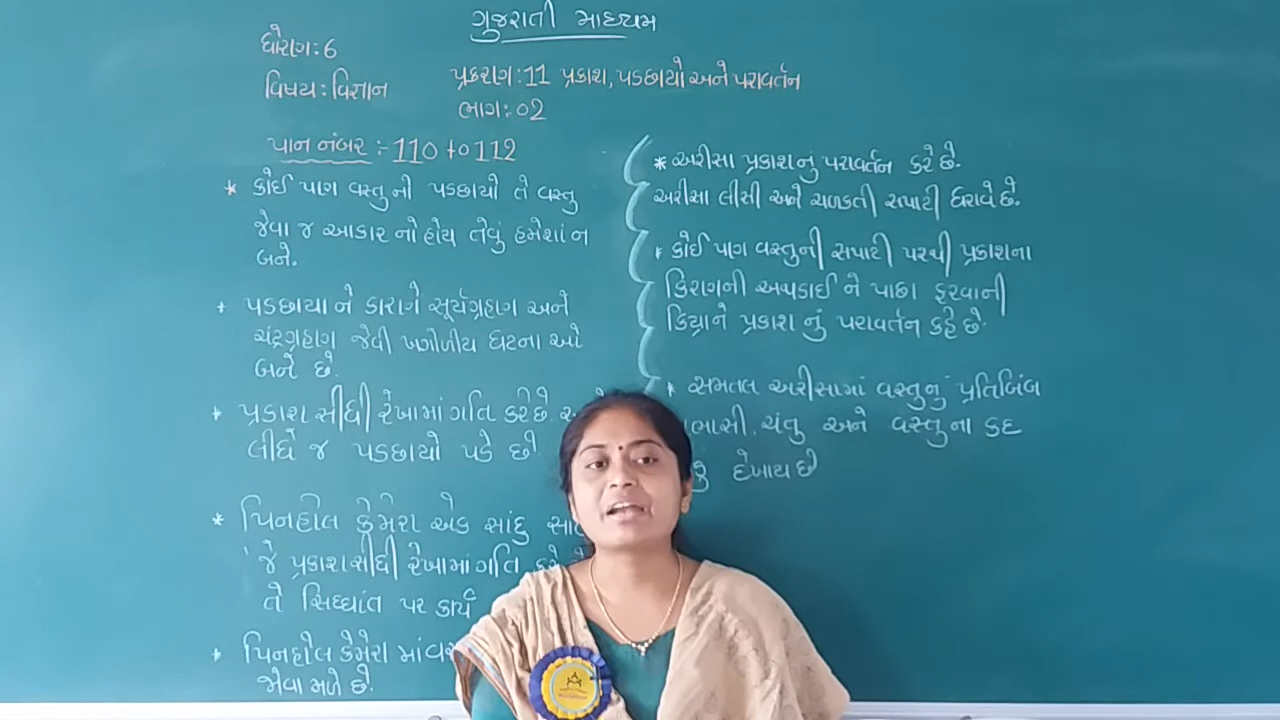 ગુજરાતી માધ્યમ
ધોરણ: 6
વિષય: વિજ્ઞાન
પ્રકરણ: 11 પ્રકાશ, પડછાયો અને પરાવર્તન
ભાગ: 02
પાન નંબર :- 110 to 112
* કોઈ પણ વસ્તુનો પડછાયો તે વસ્તુ
જેવા જ આકાર નો હોય તેવું હમેશાં ન
બને.
* પડછાયા ને કારણે સૂર્યગ્રહણ અને
ચંદ્રગ્રહણ જેવી ખગોળીય ઘટના ઓ
બને છે.
* પ્રકાશ સીધી રેખામાં ગતિ કરે છે.
લીધે જ પડછાયો પડે છે
* પિનહોલ કેમેરા એક સાદુ
જે પ્રકાશ સીધી રેખામાં ગતિ કરે
તે સિધ્ધાંત પર કાર્ય
* પિનહોલ કેમેરા માં
જોવા મળે છે.
* અરીસા પ્રકાશ નું પરાવર્તન કરે છે.
અરીસા લીસી અને ચળકતી સપાટી ધરાવે છે.
* કોઈ પણ વસ્તુની સપાટી પરથી પ્રકાશના
કિરણની અથડાઈ ને પાછા ફરવાની
ક્રિયાને પ્રકાશ નું પરાવર્તન કહે છે.
* સમતલ અરીસામાં વસ્તુનું પ્રતિબિંબ
ચતુ અને વસ્તુ ના કદ
દેખાય છે